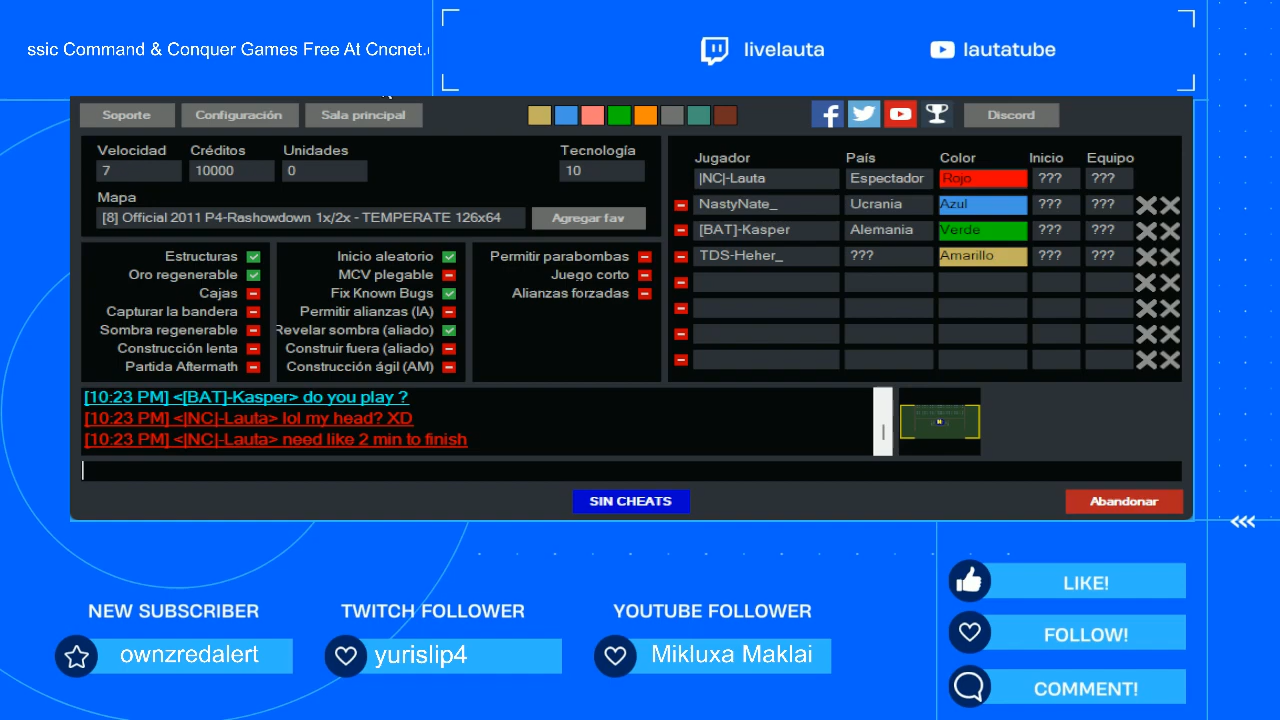 ssic Command & Conquer Games Free At Cncnet.
livelauta
lautatube
Soporte
Configuración
Sala principal
Discord
Velocidad
Créditos
Unidades
Tecnología
7
10000
0
10
Mapa
[8] Official 2011 P4-Rashowdown 1x/2x - TEMPERATE 126x64
Agregar fav
Jugador País Color Inicio Equipo
|NC|-Lauta Espectador Rojo ??? ???
NastyNate_ Ucrania Azul ??? ???
[BAT]-Kasper Alemania Verde ??? ???
TDS-Heher_ ??? Amarillo ??? ???
Estructuras
Oro regenerable
Cajas
Capturar la bandera
Sombra regenerable
Construcción lenta
Partida Aftermath
Inicio aleatorio
MCV plegable
Fix Known Bugs
Permitir alianzas (IA)
Revelar sombra (aliado)
Construir fuera (aliado)
Construcción ágil (AM)
Permitir parabombas
Juego corto
Alianzas forzadas
[10:23 PM] <[BAT]-Kasper> do you play ?
[10:23 PM] <|NC|-Lauta> lol my head? XD
[10:23 PM] <|NC|-Lauta> need like 2 min to finish
SIN CHEATS
Abandonar
NEW SUBSCRIBER
ownzredalert
TWITCH FOLLOWER
yurislip4
YOUTUBE FOLLOWER
Mikluxa Maklai
LIKE!
FOLLOW!
COMMENT!